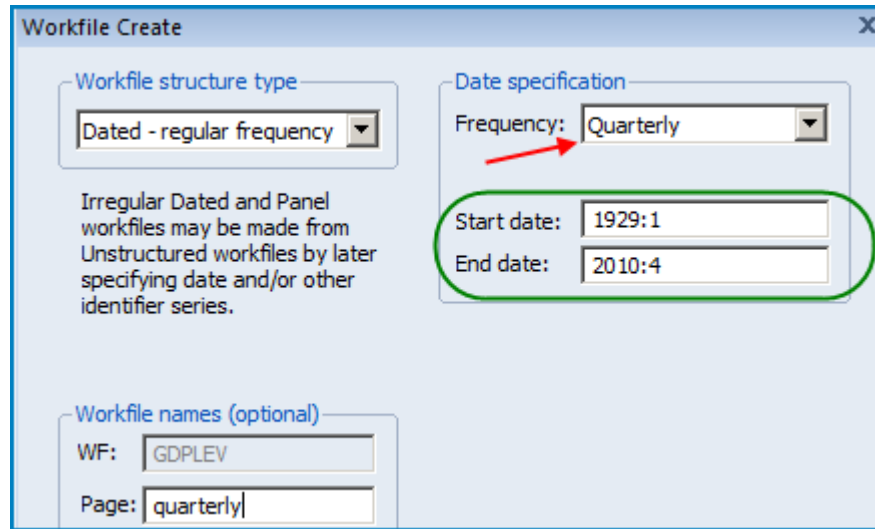 Workfile Create
x
Workfile structure type
Dated - regular frequency
Irregular Dated and Panel
workfiles may be made from
Unstructured workfiles by later
specifying date and/or other
identifier series.
Date specification
Frequency: Quarterly
Start date: 1929:1
End date: 2010:4
Workfile names (optional)
WF: GDPLEV
Page: quarterly